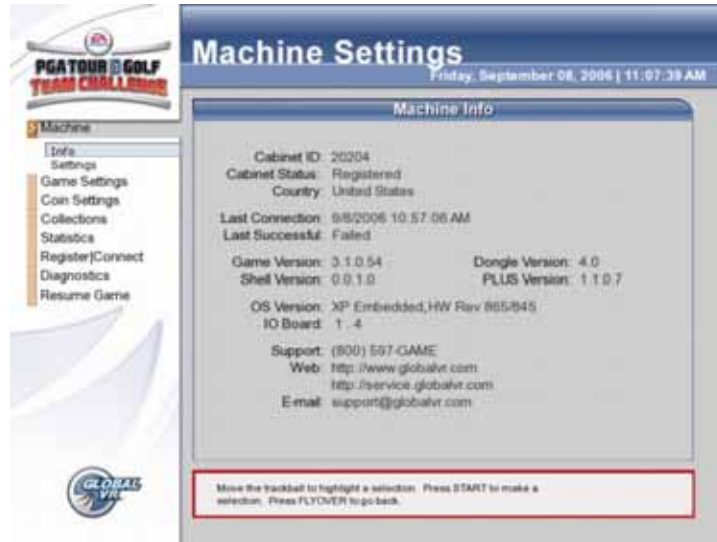 EA
PGA TOUR GOLF
TEAM CHALLENGE
Machine Settings
Friday, September 08, 2006 | 11:07:39 AM
Machine
Info
Settings
Game Settings
Coin Settings
Collections
Statistics
Register|Connect
Diagnostics
Resume Game
Machine Info
Cabinet ID: 20204
Cabinet Status: Registered
Country: United States
Last Connection: 9/8/2006 10:57:06 AM
Last Successful: Failed
Game Version: 3.1.0.54 Dongle Version: 4.0
Shell Version: 0.0.1.0 PLUS Version: 1.1.0.7
OS Version: XP Embedded,HW Rev 865/845
IO Board: 1 . 4
Support: (800) 597-GAME
Web: http://www.globalvr.com
http://service.globalvr.com
E-mail: support@globalvr.com
GLOBAL
VR
Move the trackball to highlight a selection. Press START to make a
selection. Press FLYOVER to go back.